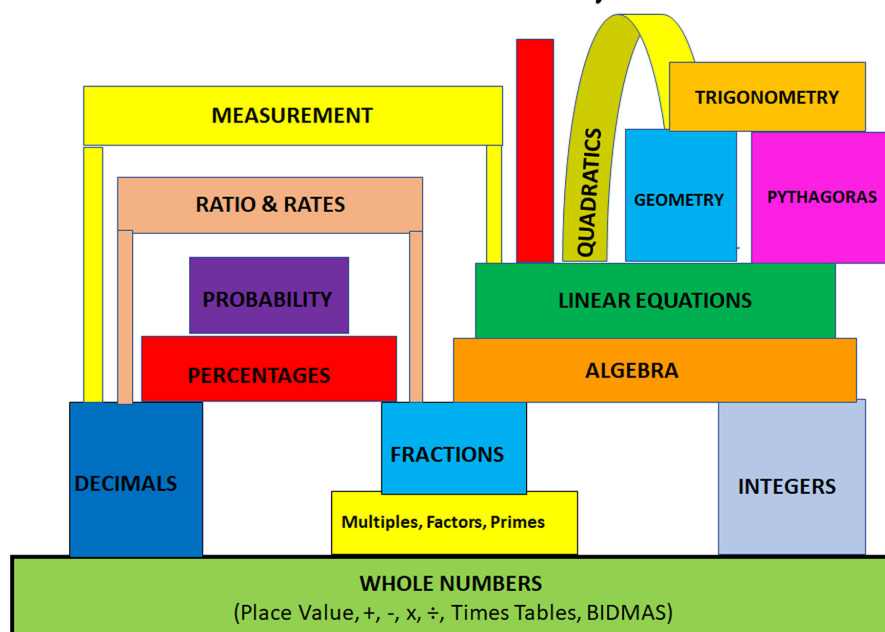 MEASUREMENT
TRIGONOMETRY
RATIO & RATES
QUADRATICS
GEOMETRY
PYTHAGORAS
PROBABILITY
LINEAR EQUATIONS
PERCENTAGES
ALGEBRA
DECIMALS
FRACTIONS
INTEGERS
Multiples, Factors, Primes
WHOLE NUMBERS
(Place Value, +, -, x, ÷, Times Tables, BIDMAS)